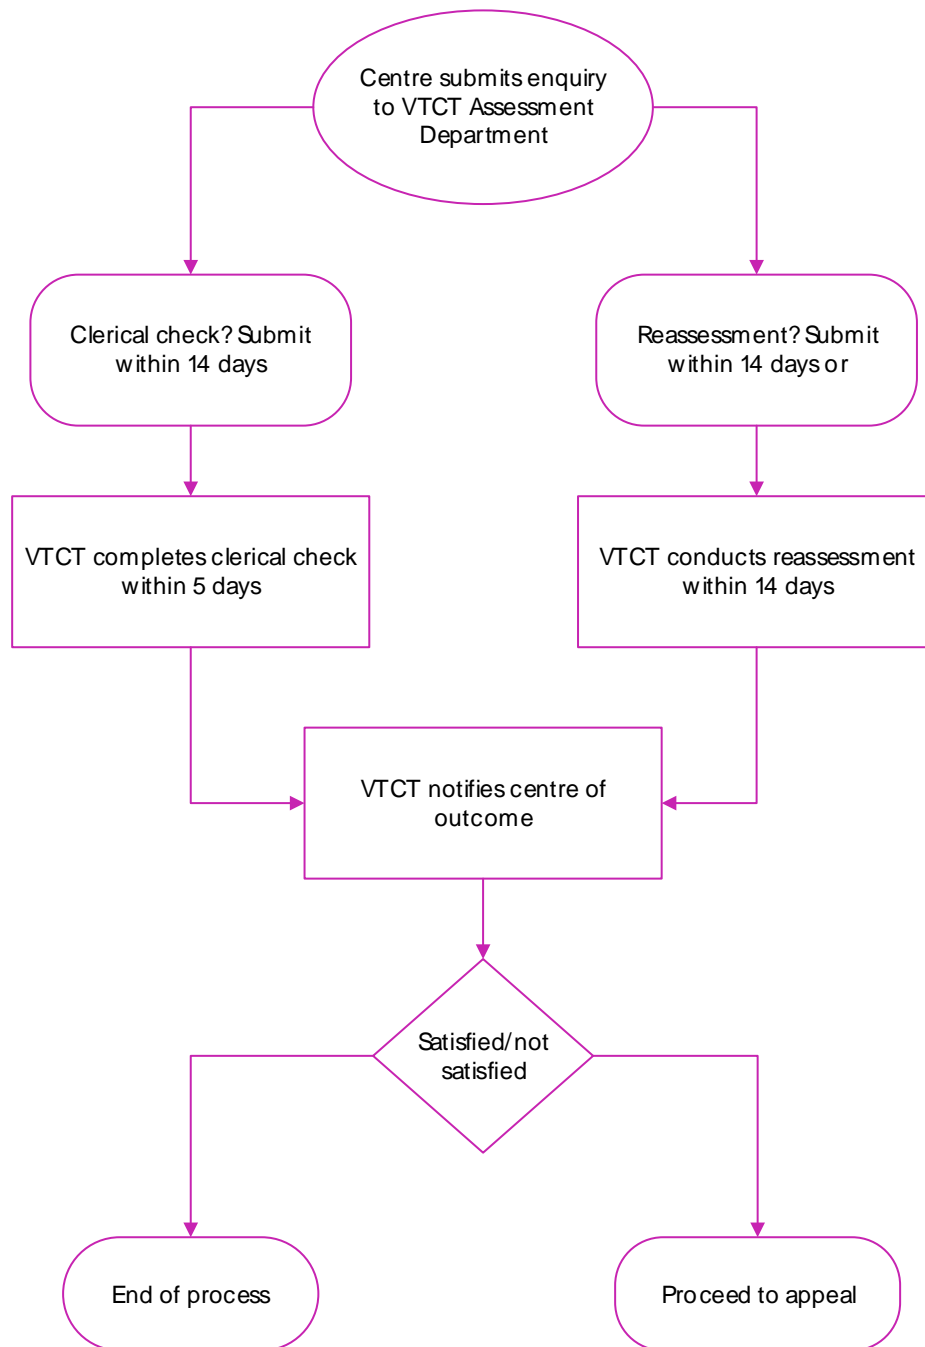 Centre submits enquiry
to VTCT Assessment
Department
Clerical check? Submit
within 14 days
Reassessment? Submit
within 14 days or
VTCT completes clerical check
within 5 days
VTCT conducts reassessment
within 14 days
VTCT notifies centre of
outcome
Satisfied/not
satisfied
End of process
Proceed to appeal